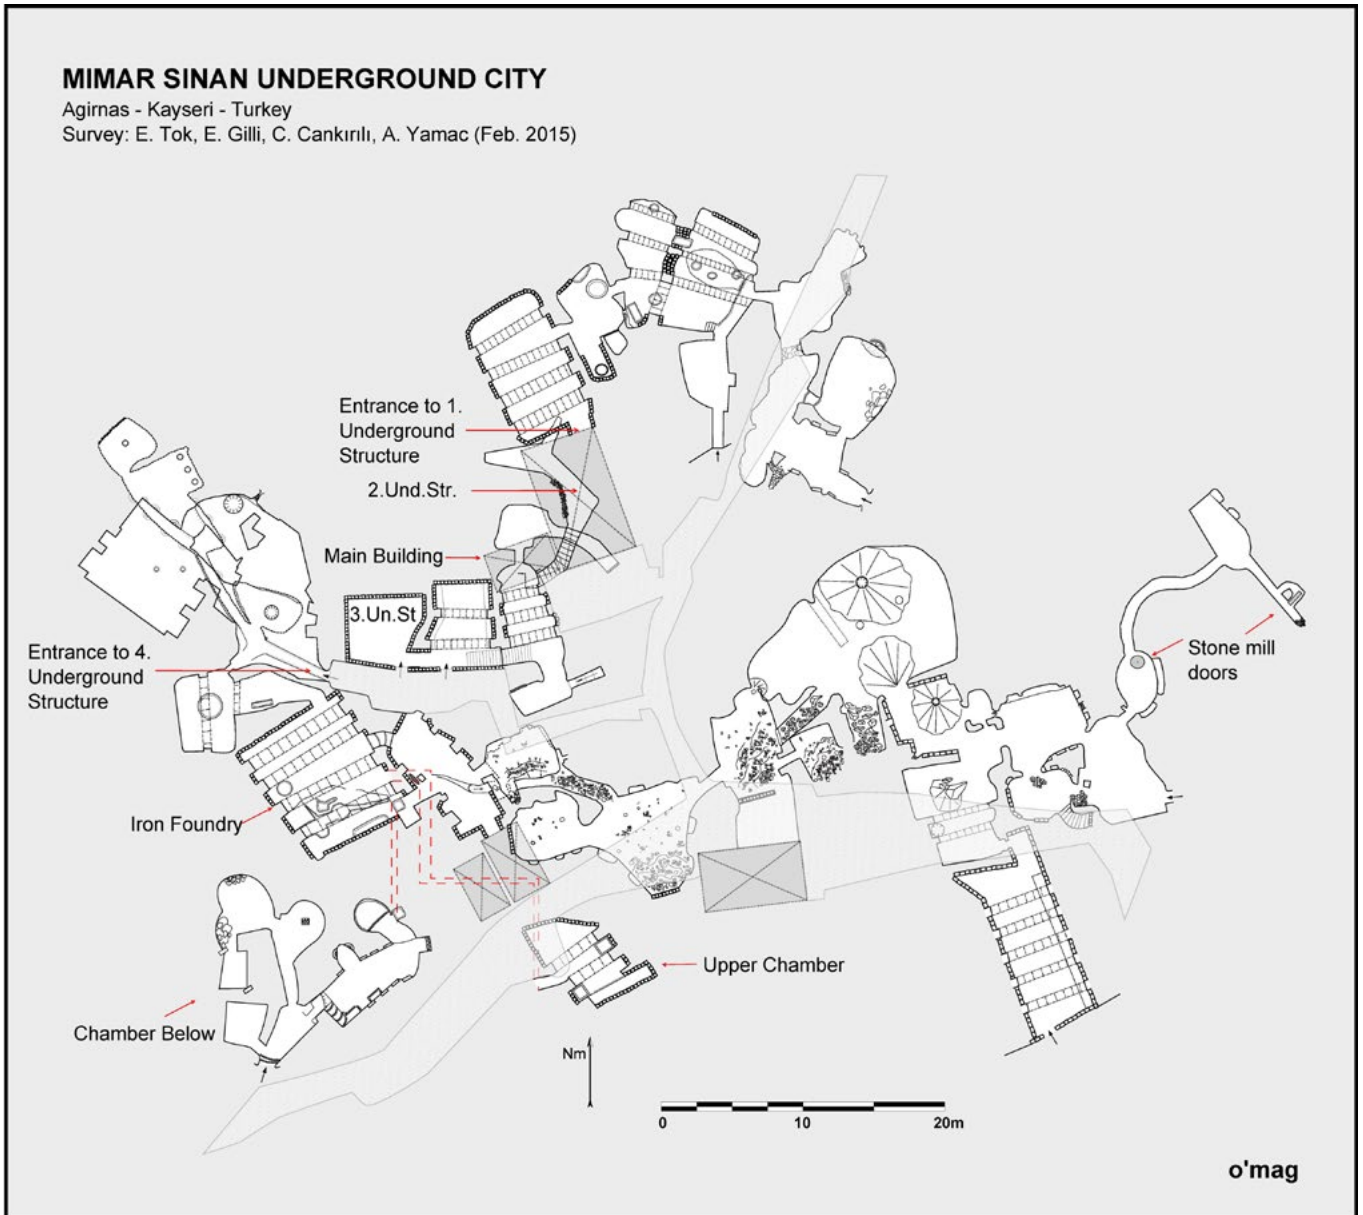 MIMAR SINAN UNDERGROUND CITY
Agirnas - Kayseri - Turkey
Survey: E. Tok, E. Gilli, C. Cankırılı, A. Yamac (Feb. 2015)
Entrance to 1.
Underground
Structure
2.Und.Str.
Main Building
3.Un.St
Entrance to 4.
Underground
Structure
Stone mill
doors
Iron Foundry
Upper Chamber
Chamber Below
Nm
0
10
20m
o'mag